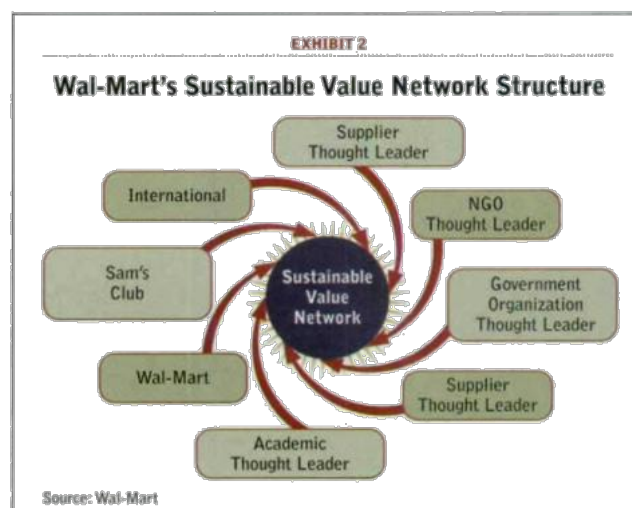 EXHIBIT 2
Wal-Mart's Sustainable Value Network Structure
Supplier
Thought Leader
International
NGO
Thought Leader
Sam's
Club
Sustainable
Value
Network
Government
Organization
Thought Leader
Wal-Mart
Supplier
Thought Leader
Academic
Thought Leader
Source: Wal-Mart